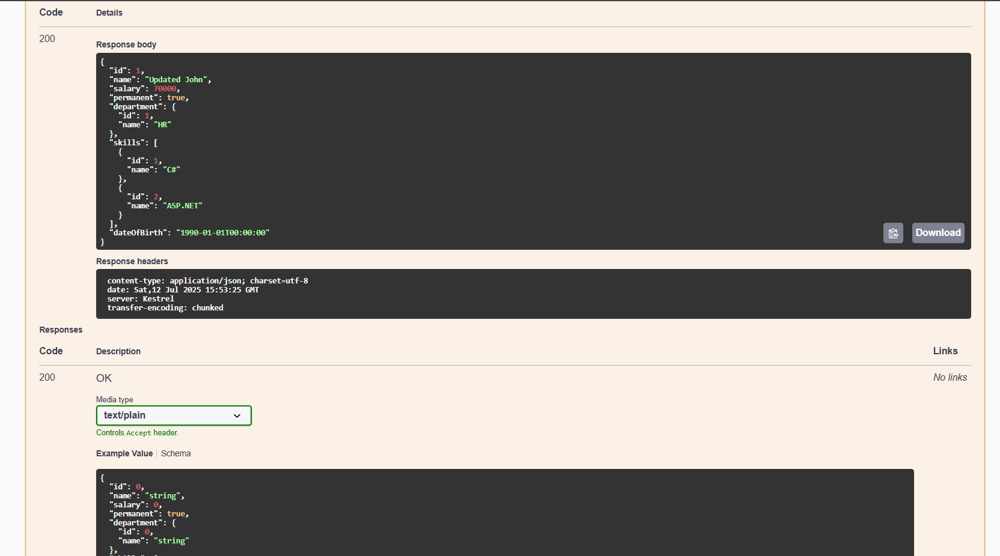 Code Details
200
Response body
{
  "id": 1,
  "name": "Updated John",
  "salary": 70000,
  "permanent": true,
  "department": {
    "id": 1,
    "name": "HR"
  },
  "skills": [
    {
      "id": 1,
      "name": "C#"
    },
    {
      "id": 2,
      "name": "ASP.NET"
    }
  ],
  "dateOfBirth": "1990-01-01T00:00:00"
}
Download
Response headers
content-type: application/json; charset=utf-8
date: Sat,12 Jul 2025 15:53:25 GMT
server: Kestrel
transfer-encoding: chunked
Responses
Code Description Links
200 OK No links
Media type
text/plain
Controls Accept header.
Example Value Schema
{
  "id": 0,
  "name": "string",
  "salary": 0,
  "permanent": true,
  "department": {
    "id": 0,
    "name": "string"
  },